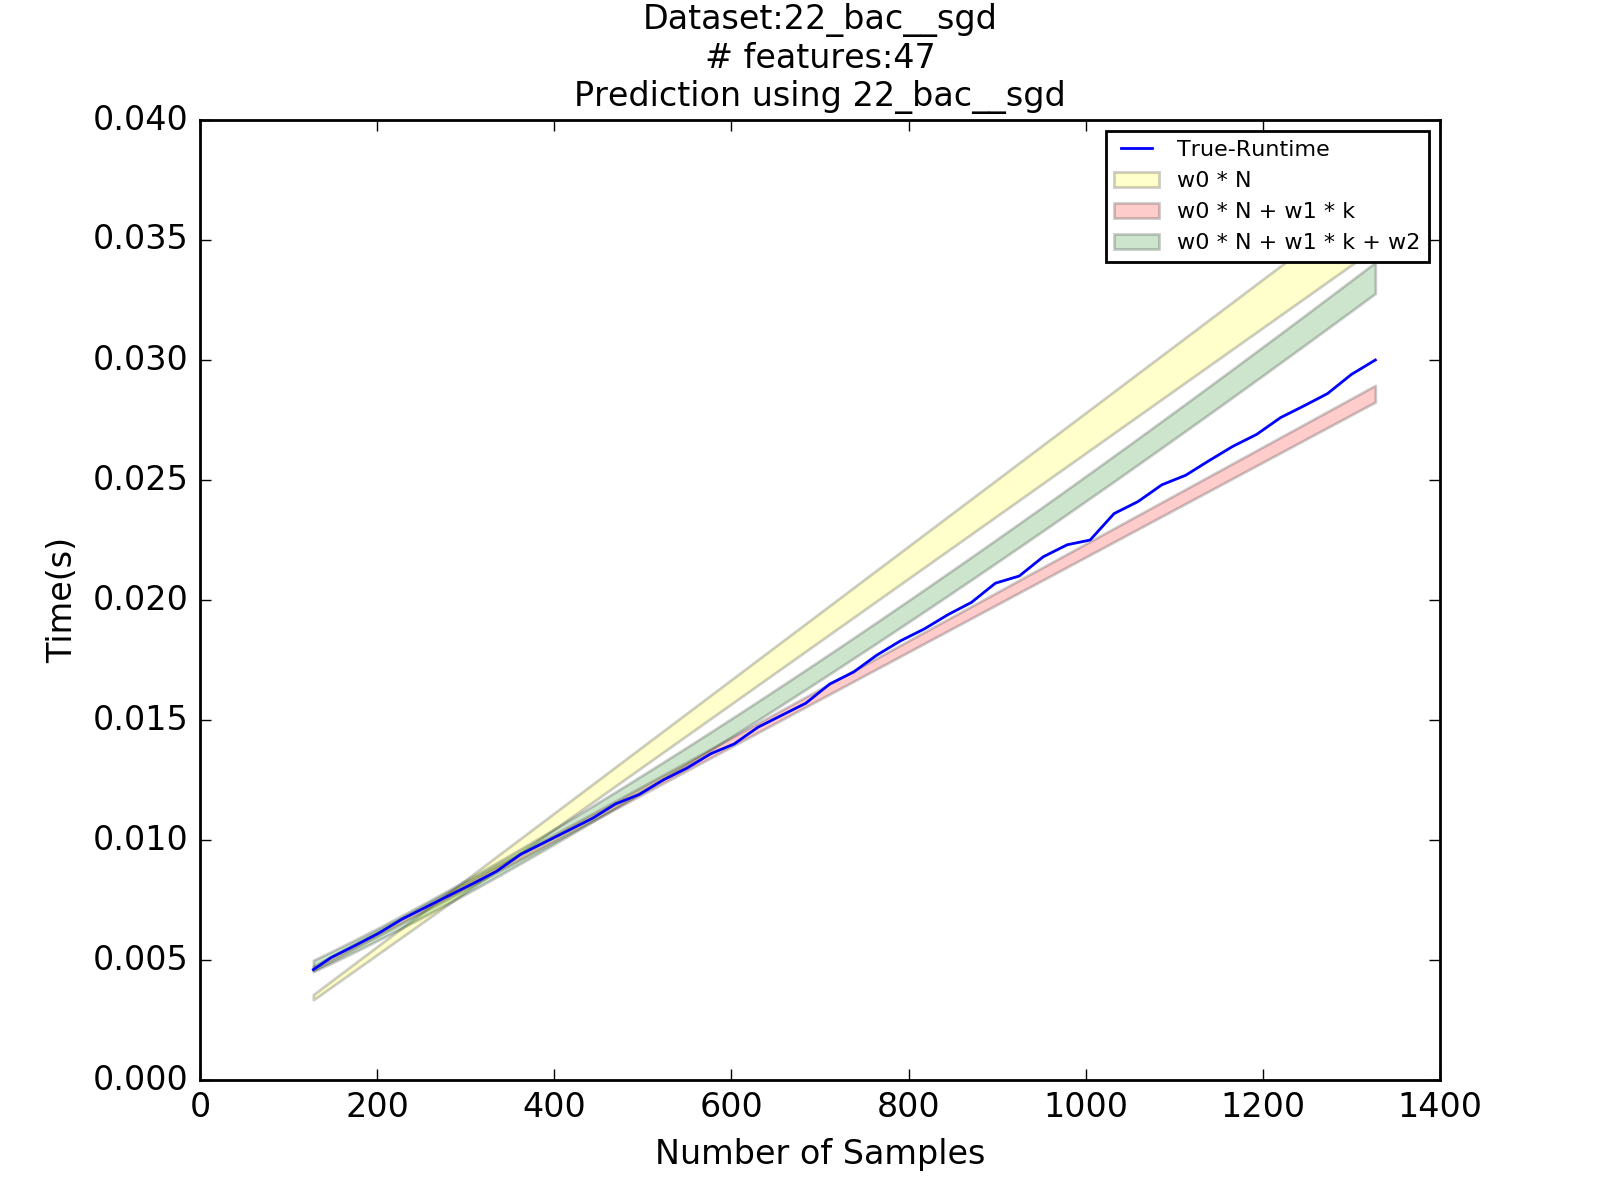 Dataset:22_bac__sgd
# features:47
Prediction using 22_bac__sgd
0.040
0.035
0.030
0.025
0.020
0.015
0.010
0.005
0.000
Time(s)
True-Runtime
w0 * N
w0 * N + w1 * k
w0 * N + w1 * k + w2
0 200 400 600 800 1000 1200 1400
Number of Samples